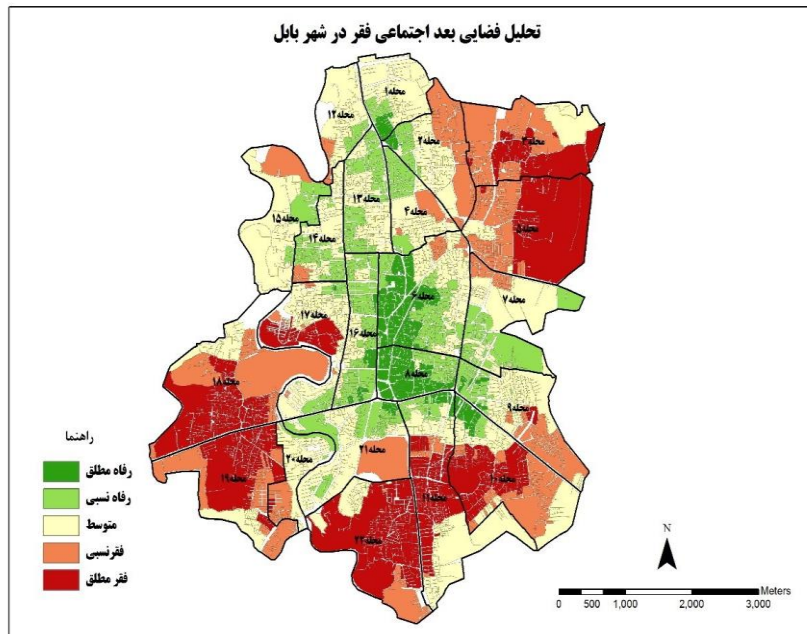 تحلیل فضایی بعد اجتماعی فقر در شهر بابل
محله۱
محله۱۲
محله۲
محله۳
محله۱۳
محله۴
محله۱۵
محله۵
محله۱۴
محله۷
محله۶
محله۱۷
محله۱۶
محله۸
محله۱۸
محله۹
محله۲۱
محله۲۰
محله۱۹
محله۱۰
محله۱۱
محله۲۲
راهنما
رفاه مطلق
رفاه نسبی
متوسط
فقرنسبی
فقر مطلق
N
Meters
0 500 1,000 2,000 3,000